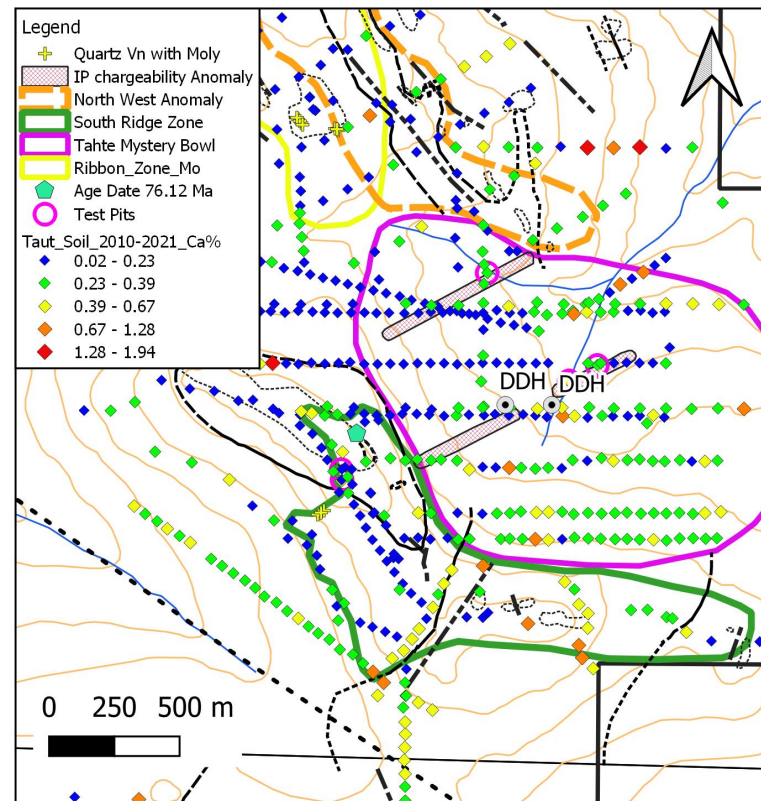 Legend
Quartz Vn with Moly
IP chargeability Anomaly
North West Anomaly
South Ridge Zone
Tahte Mystery Bowl
Ribbon_Zone_Mo
Age Date 76.12 Ma
Test Pits
Taut_Soil_2010-2021_Ca%
0.02 - 0.23
0.23 - 0.39
0.39 - 0.67
0.67 - 1.28
1.28 - 1.94
DDH DDH
0 250 500 m